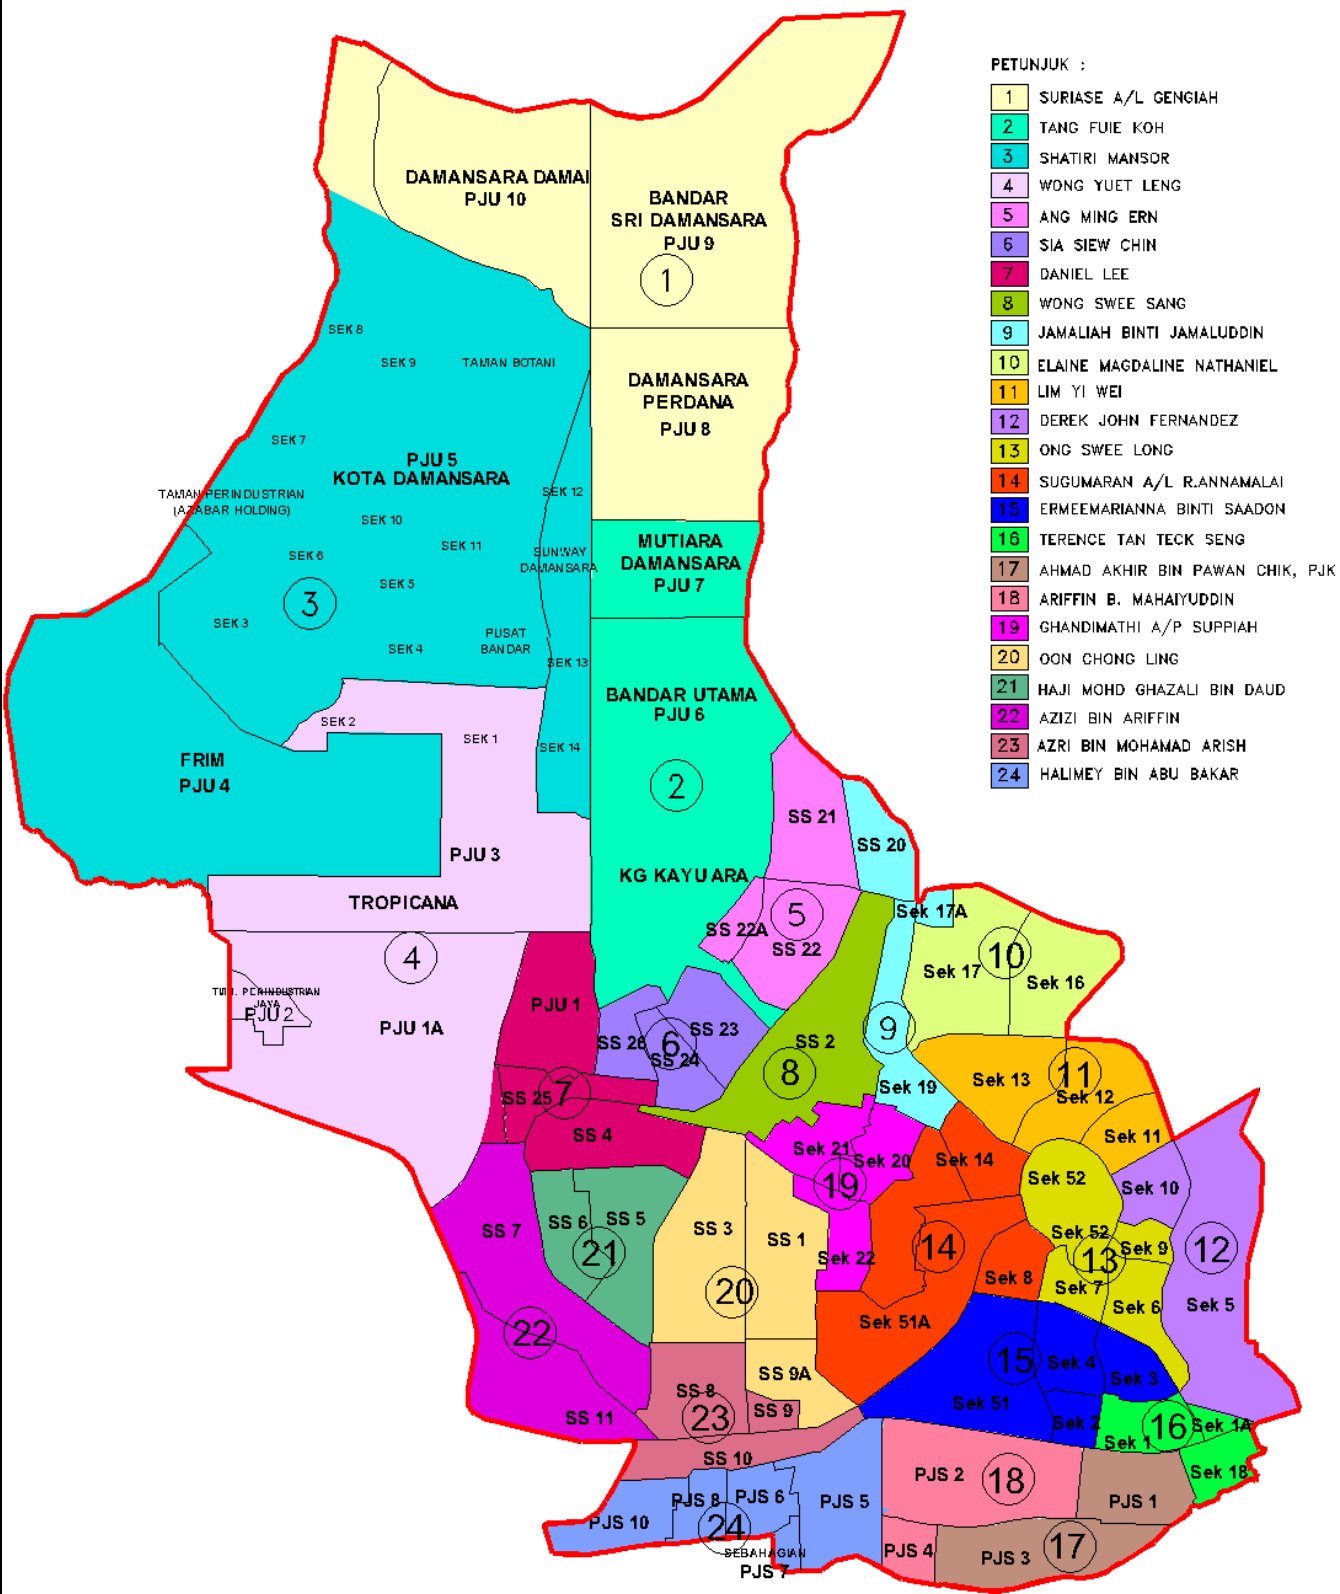 PETUNJUK :
1 SURIASE A/L GENGIAH
2 TANG FUIE KOH
3 SHATIRI MANSOR
4 WONG YUET LENG
5 ANG MING ERN
6 SIA SIEW CHIN
7 DANIEL LEE
8 WONG SWEE SANG
9 JAMALIAH BINTI JAMALUDDIN
10 ELAINE MAGDALINE NATHANIEL
11 LIM YI WEI
12 DEREK JOHN FERNANDEZ
13 ONG SWEE LONG
14 SUGUMARAN A/L R.ANNAMALAI
15 ERMEEMARIANNA BINTI SAADON
16 TERENCE TAN TECK SENG
17 AHMAD AKHIR BIN PAWAN CHIK, PJK
18 ARIFFIN B. MAHAIYUDDIN
19 GHANDIMATHI A/P SUPPIAH
20 OON CHONG LING
21 HAJI MOHD GHAZALI BIN DAUD
22 AZIZI BIN ARIFFIN
23 AZRI BIN MOHAMAD ARISH
24 HALIMEY BIN ABU BAKAR
DAMANSARA DAMAI
PJU 10
BANDAR
SRI DAMANSARA
PJU 9
1
SEK 8
SEK 9
TAMAN BOTANI
DAMANSARA
PERDANA
PJU 8
SEK 7
PJU 5
KOTA DAMANSARA
TAMAN PERINDUSTRIAN
(AZABAR HOLDING)
SEK 12
SEK 10
SEK 11
SEK 6
SUNWAY
DAMANSARA
MUTIARA
DAMANSARA
PJU 7
SEK 5
3
SEK 3
SEK 4
PUSAT
BANDAR
SEK 13
BANDAR UTAMA
PJU 6
SEK 2
SEK 1
SEK 14
FRIM
PJU 4
2
SS 21
SS 20
PJU 3
KG KAYU ARA
TROPICANA
5
SS 22A
SS 22
Sek 17A
4
10
Sek 17
Sek 16
TMN. PERINDUSTRIAN
JAYA
PJU 2
PJU 1A
PJU 1
SS 26
6
SS 23
SS 24
SS 2
8
9
Sek 19
Sek 13
11
Sek 12
Sek 11
SS 25
7
SS 4
Sek 21
Sek 20
19
Sek 14
Sek 52
Sek 10
SS 7
SS 6
SS 5
21
SS 3
SS 1
Sek 22
14
Sek 52
13
Sek 9
12
Sek 8
Sek 7
Sek 6
Sek 5
20
22
Sek 51A
15
Sek 4
Sek 3
SS 9A
SS 8
23
SS 9
SS 11
Sek 51
Sek 2
Sek 1
16
Sek 1A
SS 10
Sek 18
PJS 2
18
PJS 1
PJS 10
PJS 8
PJS 6
PJS 5
24
SEBAHAGIAN
PJS 7
PJS 4
PJS 3
17